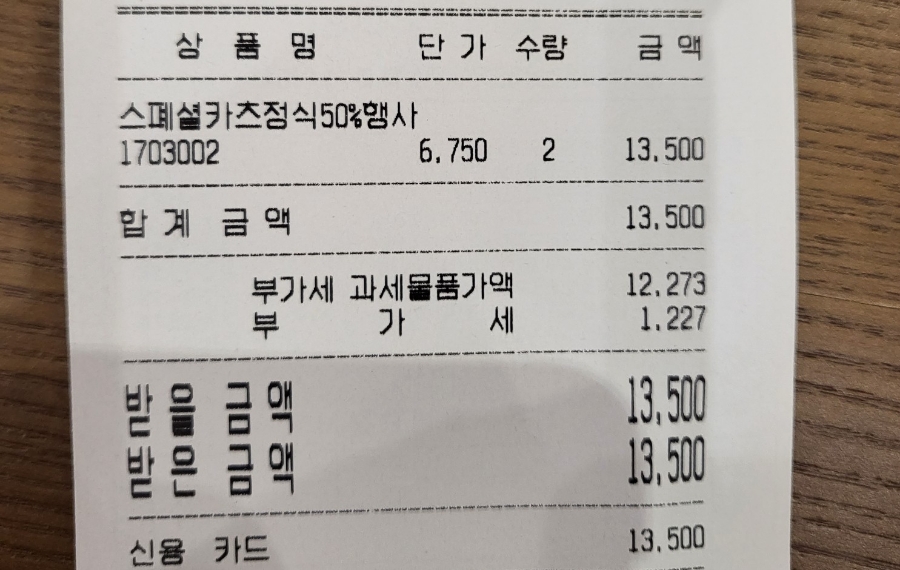 상 품 명 단 가 수량 금 액
스페셜카츠정식50%행사
1703002 6,750 2 13,500
합 계 금 액 13,500
부가세 과세물품가액 12,273
부 가 세 1,227
받 을 금 액 13,500
받 은 금 액 13,500
신용 카드 13,500